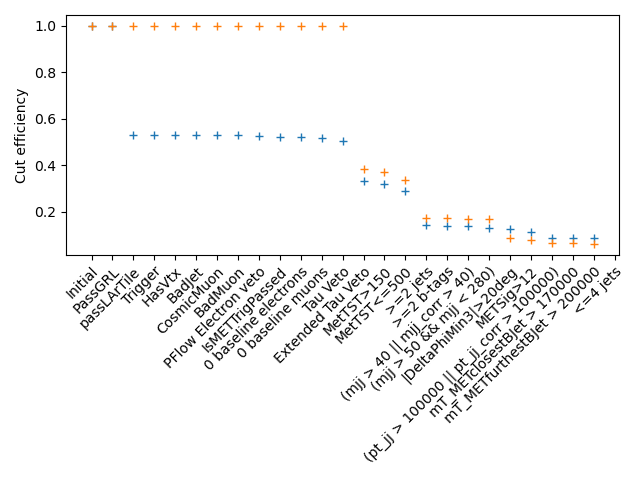 Cut efficiency
1.0
0.8
0.6
0.4
0.2
Initial
PassGRL
passLArTile
Trigger
HasVtx
BadJet
CosmicMuon
BadMuon
PFlow Electron veto
IsMETTrigPassed
0 baseline electrons
0 baseline muons
Tau Veto
Extended Tau Veto
MetTST>150
MetTST<=500
>=2 jets
>=2 b-tags
(mjj > 40 || mjj_corr > 40)
(mjj > 50 && mjj < 280)
|DeltaPhiMin3|>20deg
METSig>12
(pt_jj > 100000 || pt_jj_corr > 100000)
mT_METclosestBJet > 170000
mT_METfurthestBJet > 200000
<=4 jets